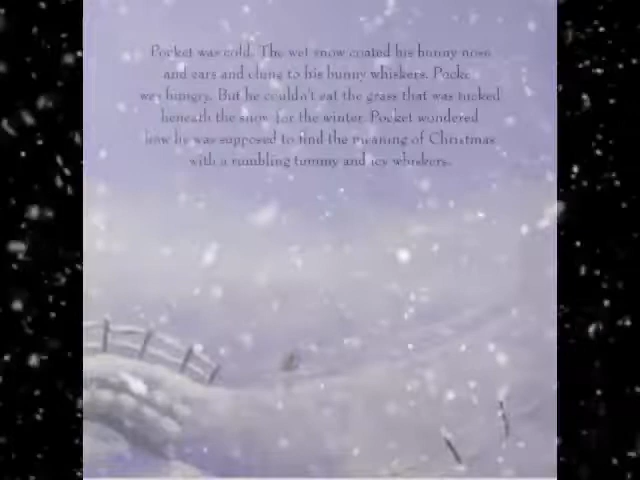 Pocket was cold. The wet snow coated his bunny nose
and ears and clung to his bunny whiskers. Pocket
was hungry. But he couldn't eat the grass that was tucked
beneath the snow for the winter. Pocket wondered
how he was supposed to find the meaning of Christmas
with a rumbling tummy and icy whiskers.